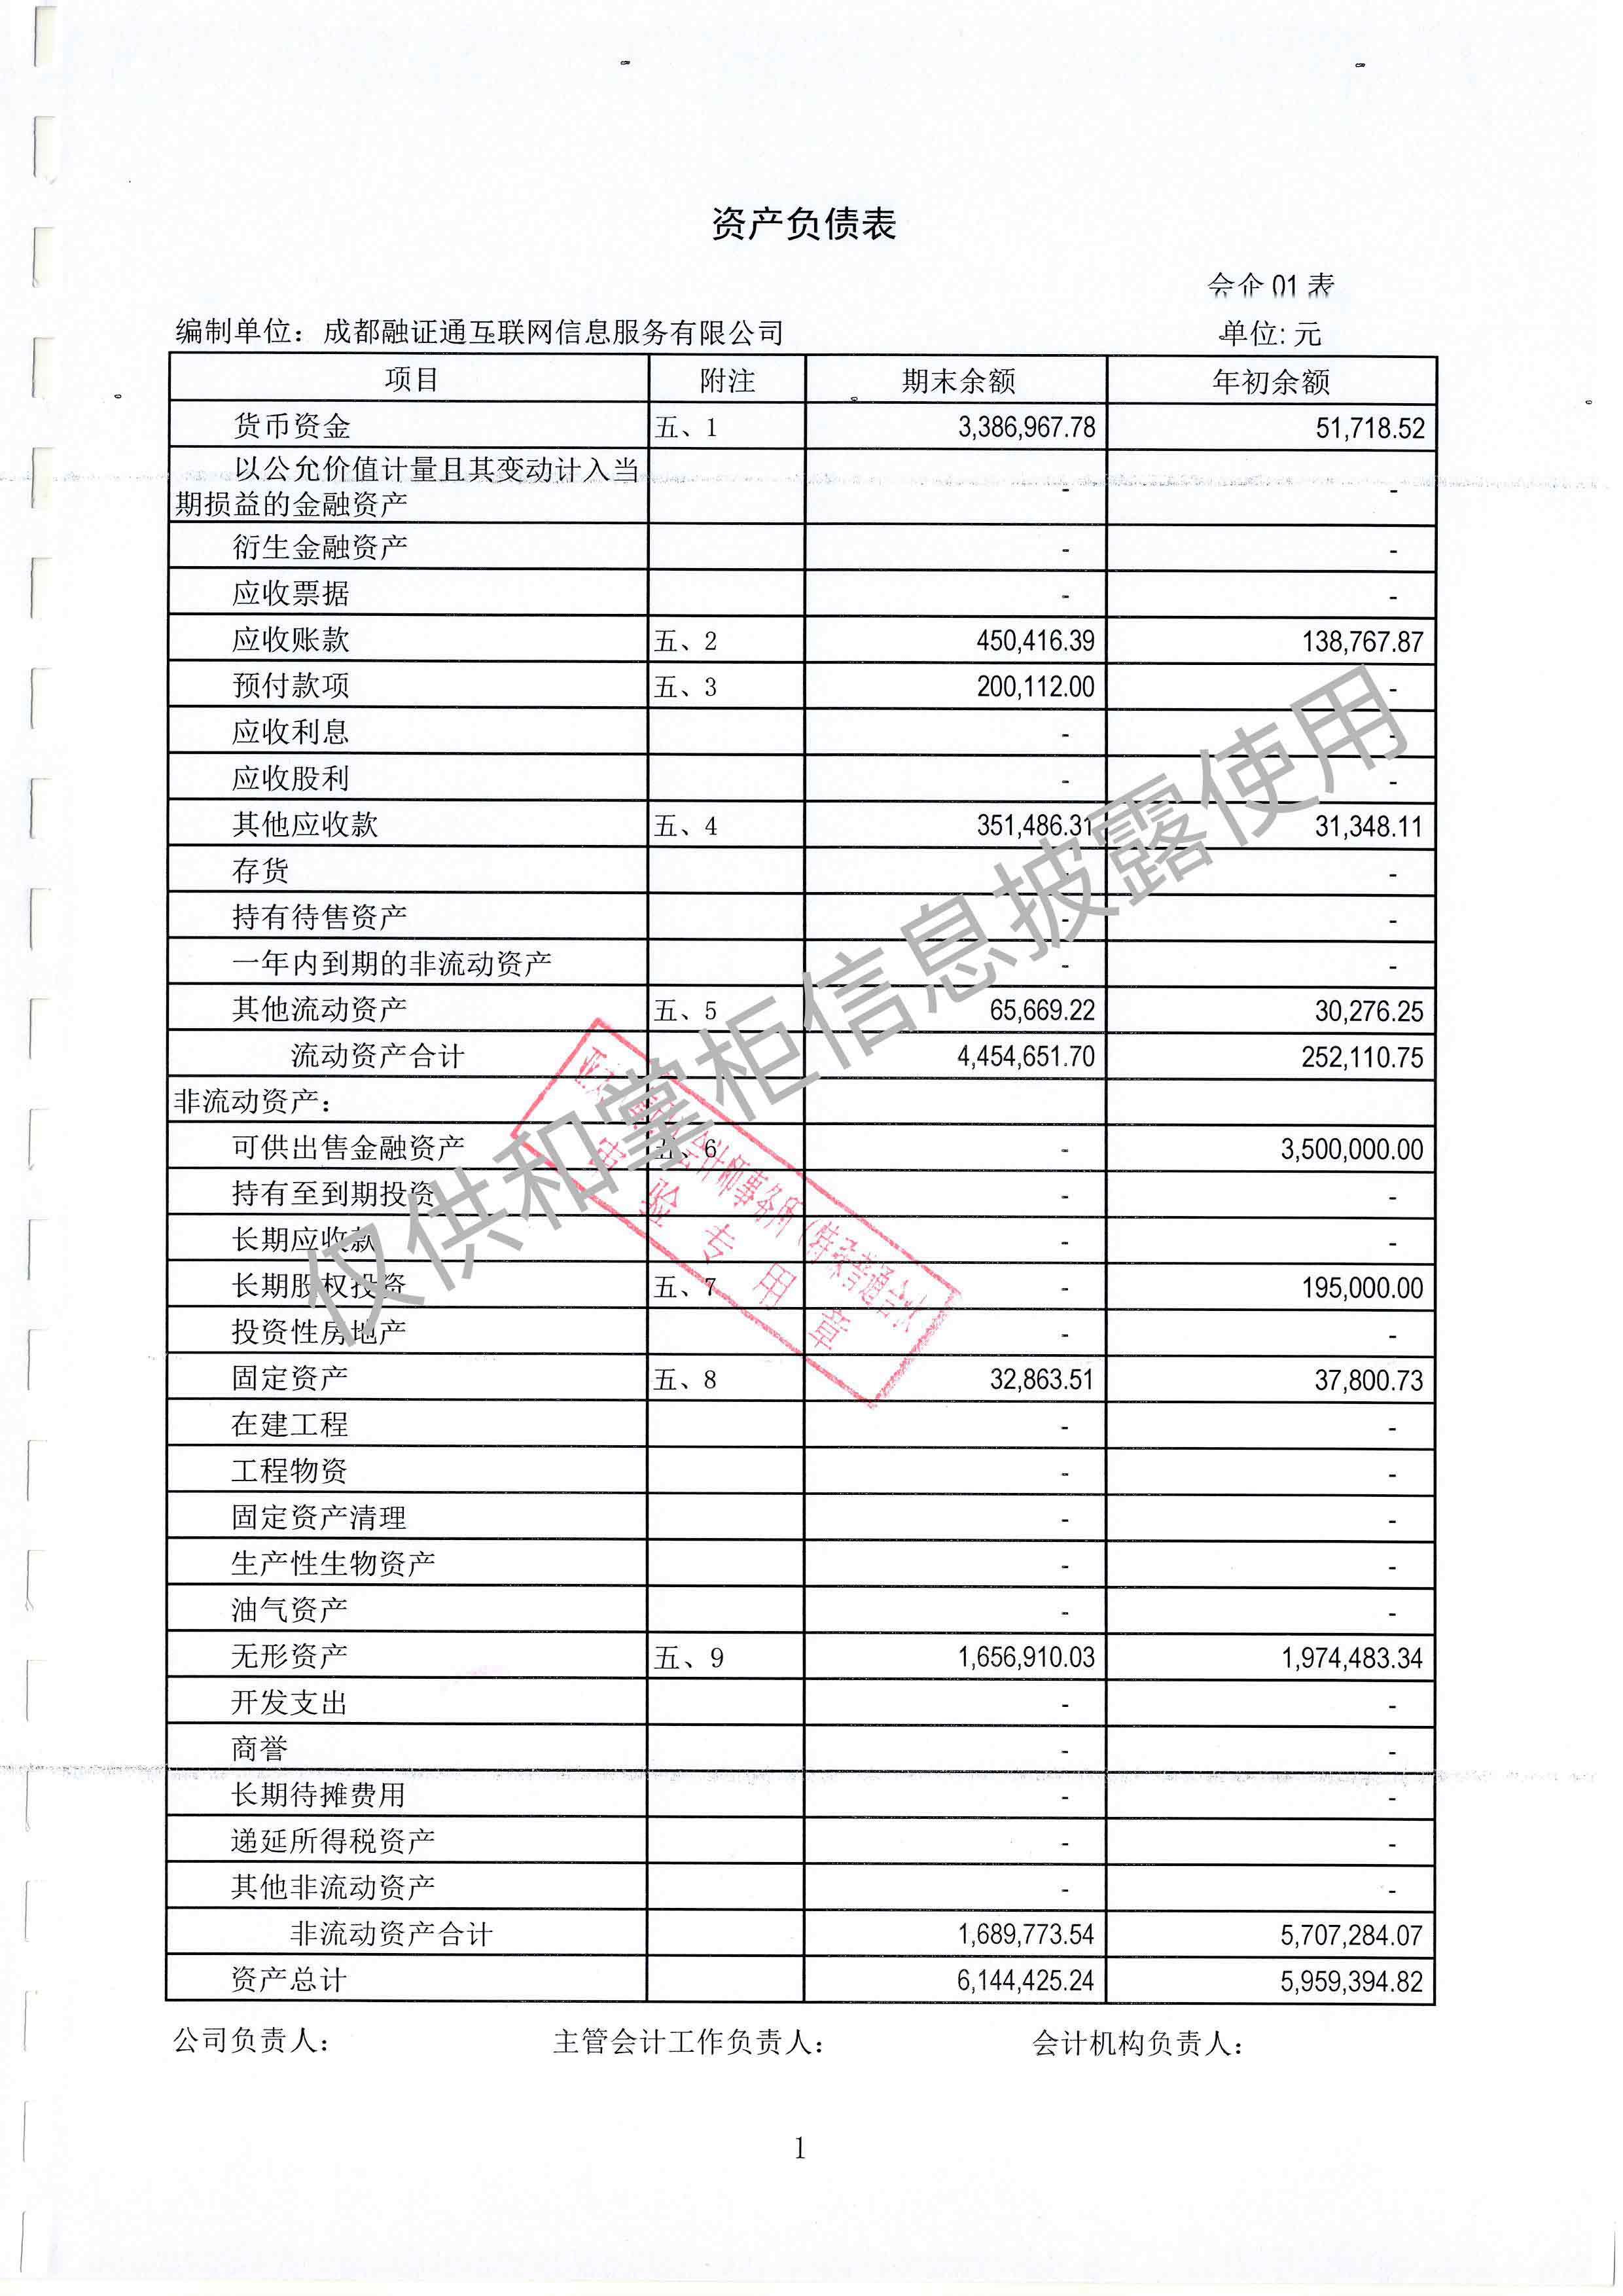 资产负债表
会企 01 表
编制单位：成都融证通互联网信息服务有限公司 单位: 元
项目 附注 期末余额 年初余额
货币资金 五、1 3,386,967.78 51,718.52
以公允价值计量且其变动计入当
期损益的金融资产 - -
衍生金融资产 - -
应收票据 - -
应收账款 五、2 450,416.39 138,767.87
预付款项 五、3 200,112.00 -
应收利息 - -
应收股利 - -
其他应收款 五、4 351,486.31 31,348.11
存货 - -
持有待售资产 - -
一年内到期的非流动资产 - -
其他流动资产 五、5 65,669.22 30,276.25
流动资产合计 4,454,651.70 252,110.75
非流动资产：
可供出售金融资产 五、6 - 3,500,000.00
持有至到期投资 - -
长期应收款 - -
长期股权投资 五、7 - 195,000.00
投资性房地产 - -
固定资产 五、8 32,863.51 37,800.73
在建工程 - -
工程物资 - -
固定资产清理 - -
生产性生物资产 - -
油气资产 - -
无形资产 五、9 1,656,910.03 1,974,483.34
开发支出 - -
商誉 - -
长期待摊费用 - -
递延所得税资产 - -
其他非流动资产 - -
非流动资产合计 1,689,773.54 5,707,284.07
资产总计 6,144,425.24 5,959,394.82
公司负责人： 主管会计工作负责人： 会计机构负责人：
1
仅供和掌柜信息披露使用
会计师事务所（特殊普通合伙）
审验专用章